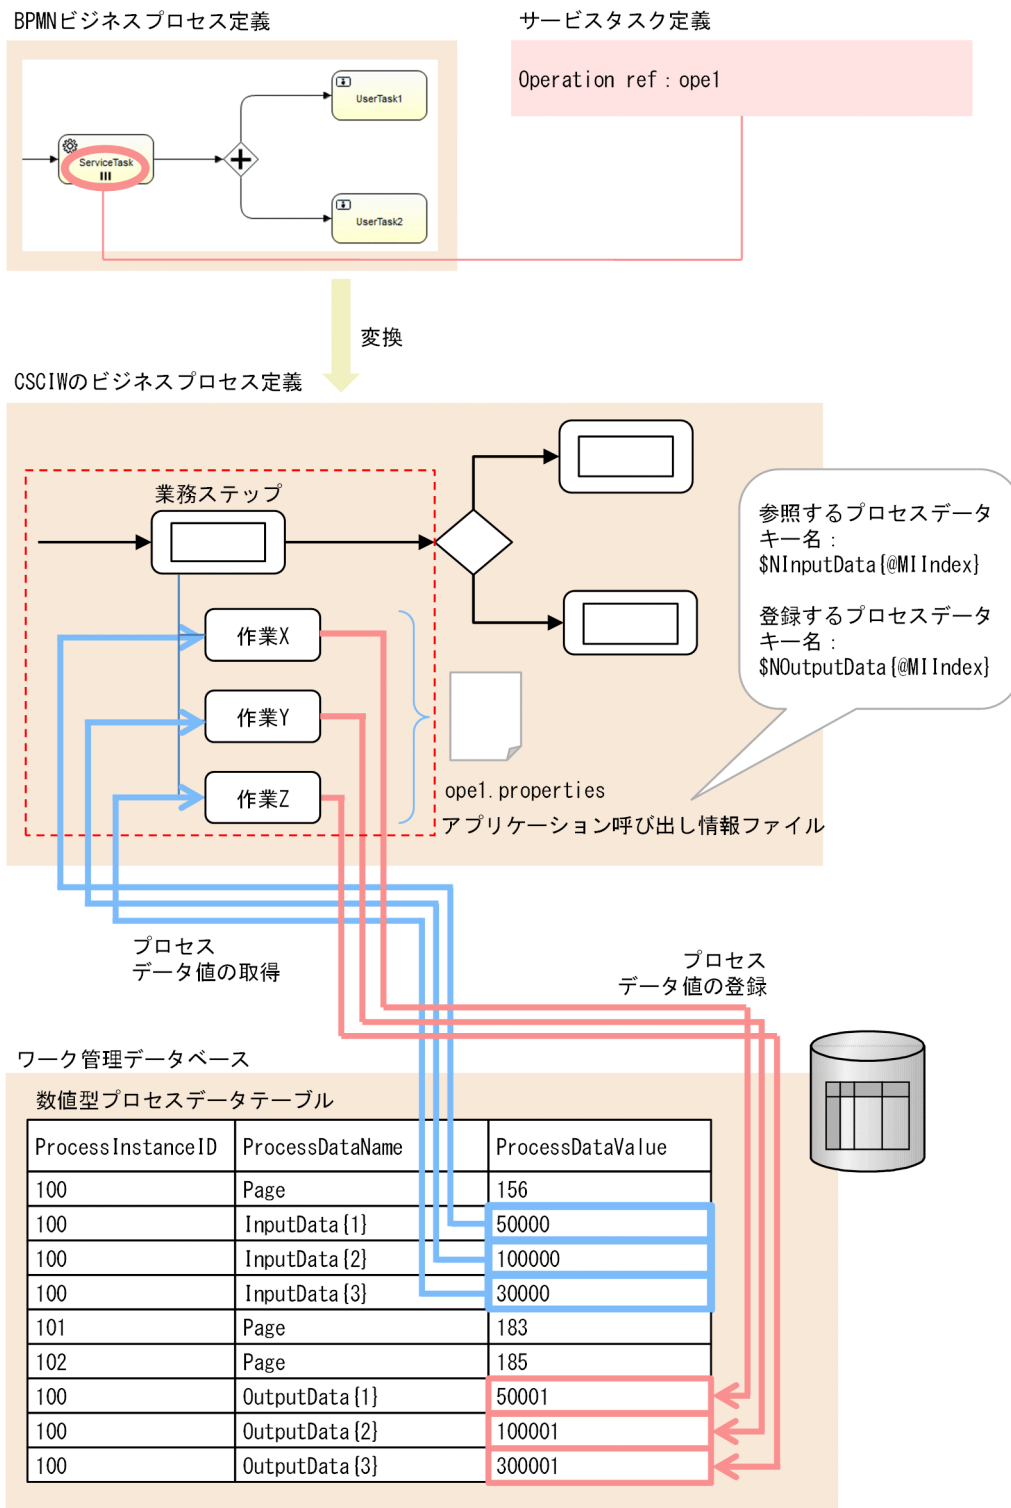 BPMNビジネスプロセス定義
サービスタスク定義
Operation ref：ope1
UserTask1
ServiceTask
UserTask2
変換
CSCIWのビジネスプロセス定義
業務ステップ
作業X
作業Y
作業Z
参照するプロセスデータ
キー名：
$NInputData{@MIIndex}
登録するプロセスデータ
キー名：
$NOutputData{@MIIndex}
ope1.properties
アプリケーション呼び出し情報ファイル
プロセス
データ値の取得
プロセス
データ値の登録
ワーク管理データベース
数値型プロセスデータテーブル
ProcessInstanceID ProcessDataName ProcessDataValue
100 Page 156
100 InputData{1} 50000
100 InputData{2} 100000
100 InputData{3} 30000
101 Page 183
102 Page 185
100 OutputData{1} 50001
100 OutputData{2} 100001
100 OutputData{3} 300001